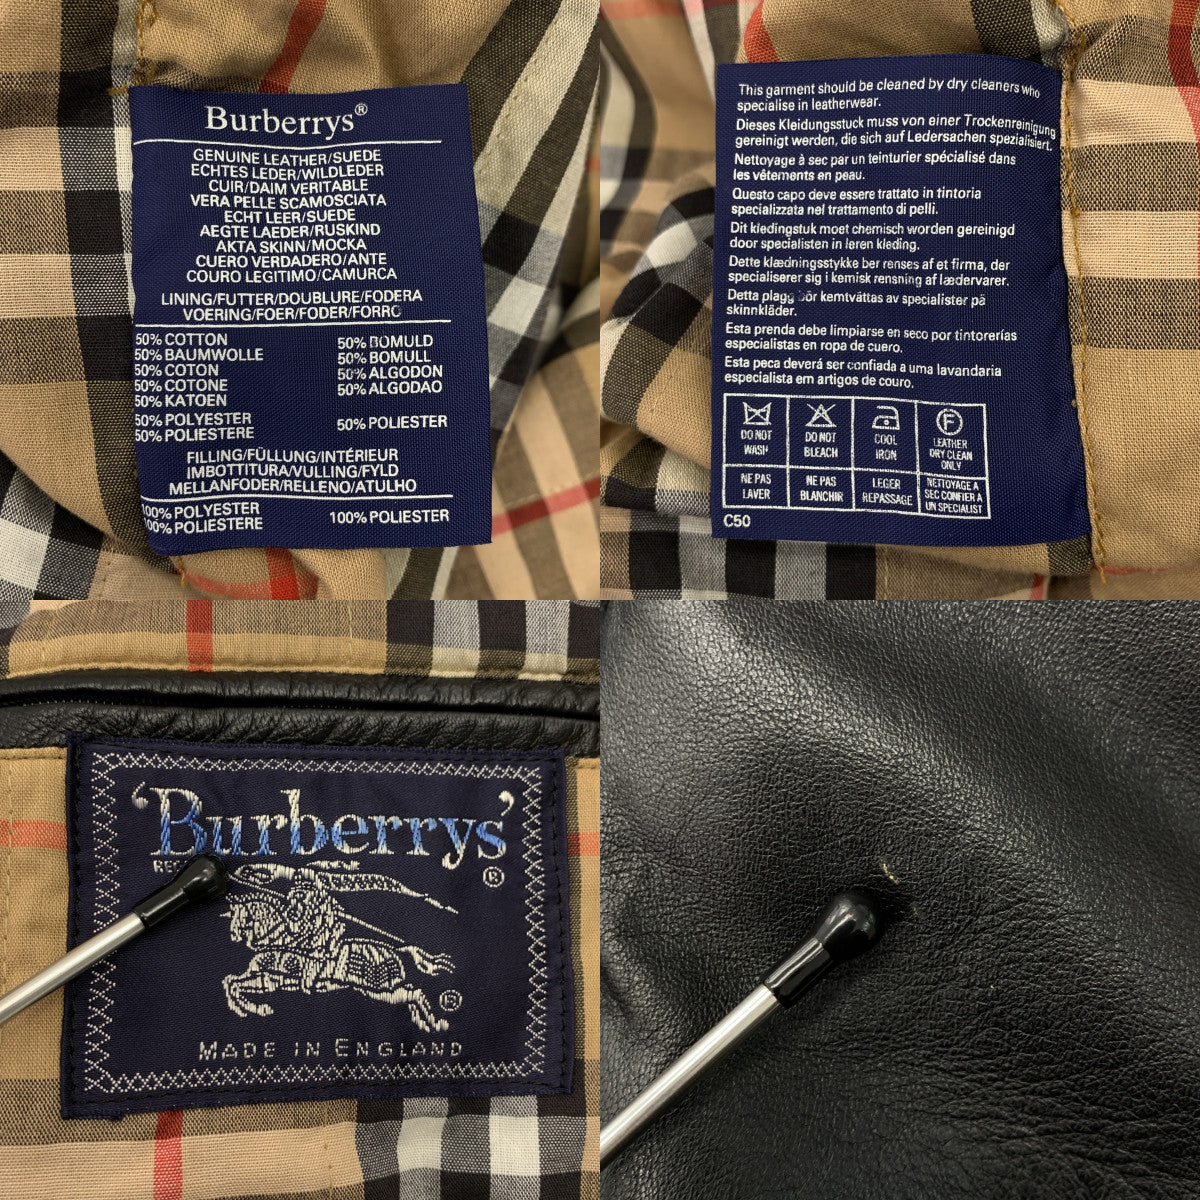 Burberrys®
GENUINE LEATHER/SUEDE
ECHTES LEDER/WILDLEDER
CUIR/DAIM VERITABLE
VERA PELLE SCAMOSCIATA
ECHT LEER/SUEDE
AEGTE LAEDER/RUSKIND
AKTA SKINN/MOCKA
CUERO VERDADERO/ANTE
COURO LEGITIMO/CAMURCA
LINING/FUTTER/DOUBLURE/FODERA
VOERING/FOER/FODER/FORRO
50% COTTON 50% BOMULD
50% BAUMWOLLE 50% BOMULL
50% COTON 50% ALGODON
50% COTONE 50% ALGODAO
50% KATOEN
50% POLYESTER 50% POLIESTER
50% POLIESTERE
FILLING/FÜLLUNG/INTÉRIEUR
IMBOTTITURA/VULLING/FYLD
MELLANFODER/RELLENO/ATULHO
100% POLYESTER 100% POLIESTER
100% POLIESTERE
This garment should be cleaned by dry cleaners who
specialise in leatherwear.
Dieses Kleidungsstuck muss von einer Trockenreinigung
gereinigt werden, die sich auf Ledersachen spezialisiert.
Nettoyage à sec par un teinturier spécialisé dans
les vêtements en peau.
Questo capo deve essere trattato in tintoria
specializzata nel trattamento di pelli.
Dit kledingstuk moet chemisch worden gereinigd
door specialisten in leren kleding.
Dette klædningsstykke ber renses af et firma, der
specialiserer sig i kemisk rensning af lædervarer.
Detta plagg bör kemtvättas av specialister på
skinnkläder.
Esta prenda debe limpiarse en seco por tintorerías
especialistas en ropa de cuero.
Esta peca deverá ser confiada a uma lavandaria
especialista em artigos de couro.
F
DO NOT WASH
DO NOT BLEACH
COOL IRON
LEATHER DRY CLEAN ONLY
NE PAS LAVER
NE PAS BLANCHIR
LEGER REPASSAGE
NETTOYAGE A SEC CONFIER A UN SPECIALIST
C50
'Burberrys'
®
®
MADE IN ENGLAND